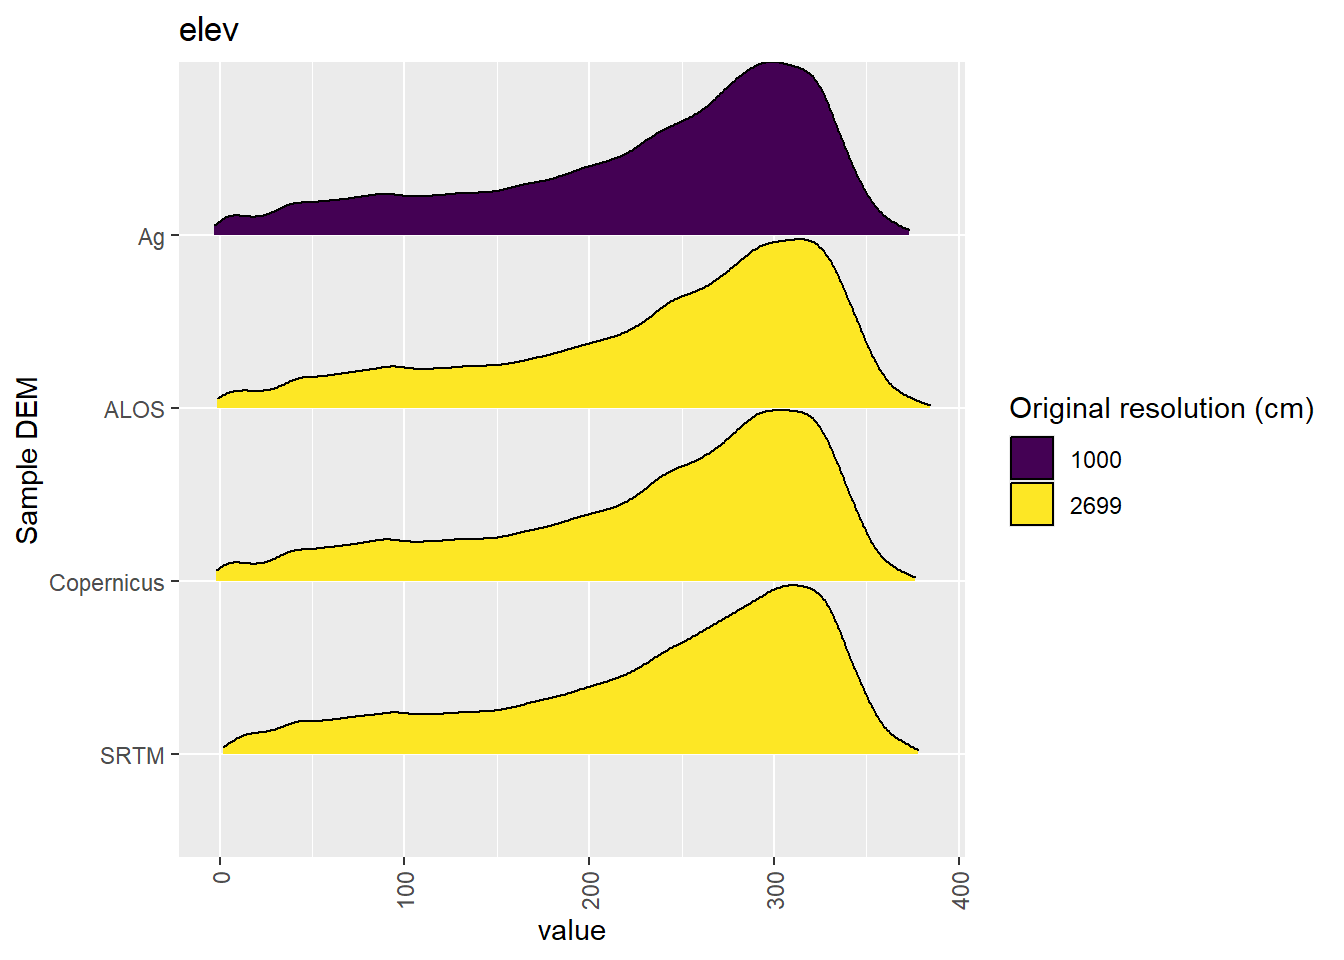 elev
Sample DEM
Ag
ALOS
Copernicus
SRTM
0
100
200
300
400
value
Original resolution (cm)
1000
2699